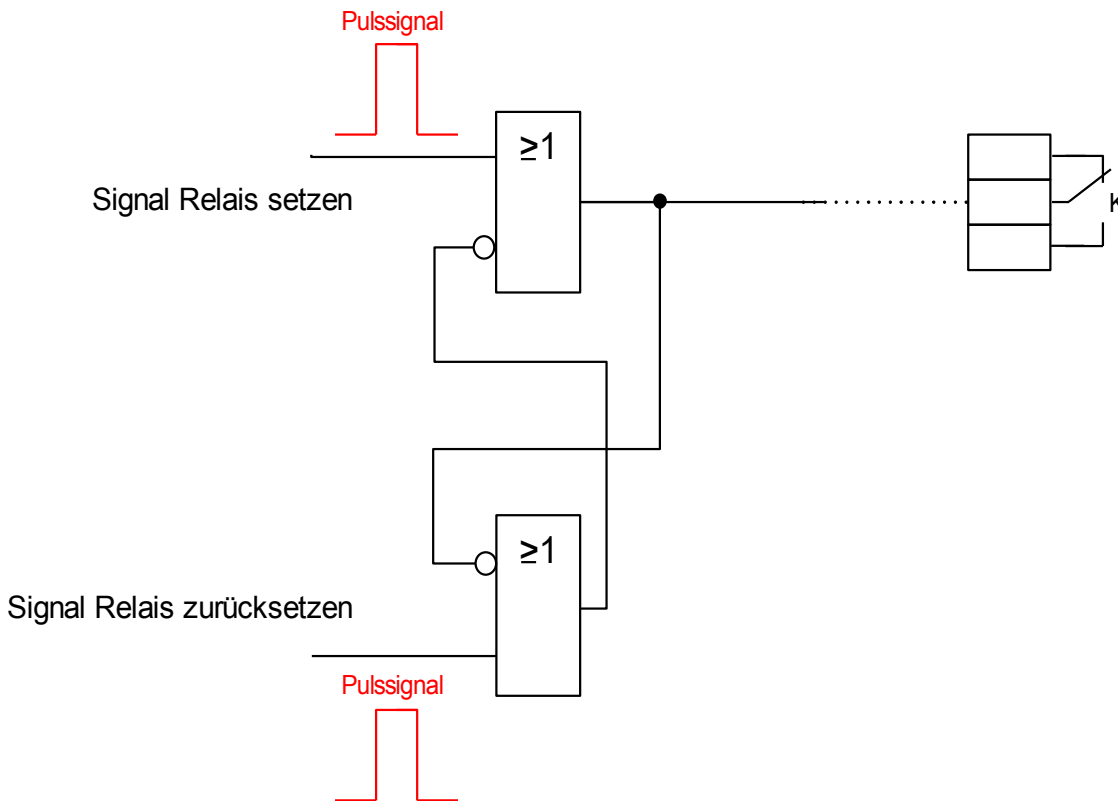 Pulssignal
≥1
Signal Relais setzen
K
≥1
Signal Relais zurücksetzen
Pulssignal